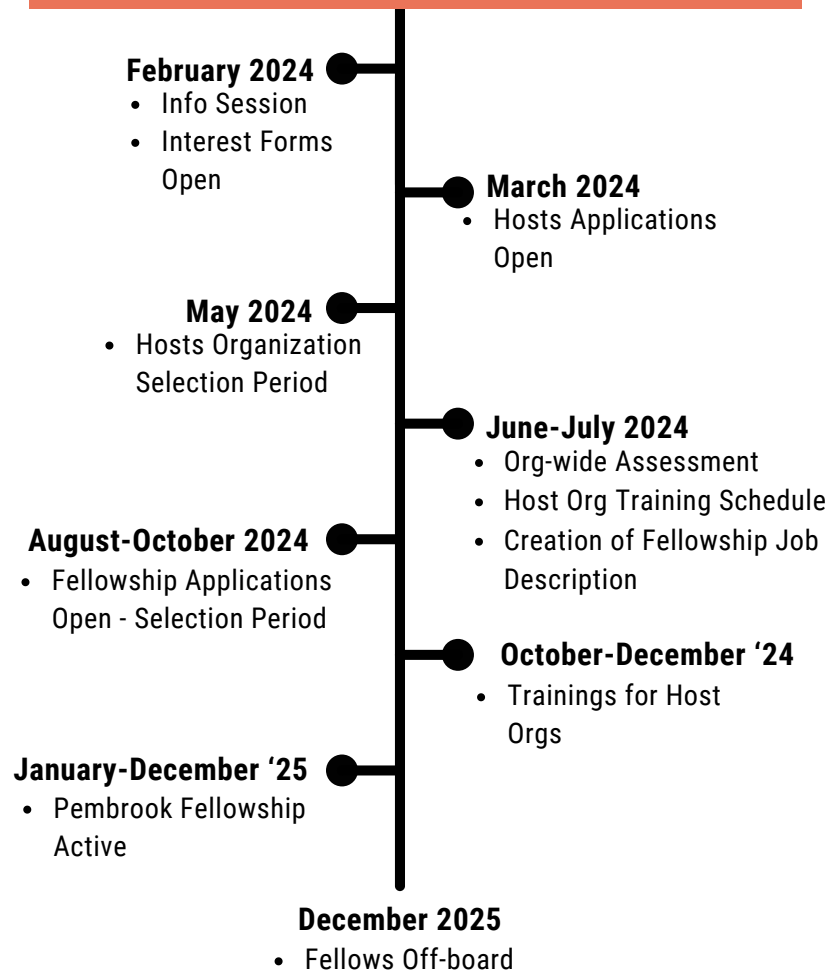 February 2024
• Info Session
• Interest Forms
Open
March 2024
• Hosts Applications
Open
May 2024
• Hosts Organization
Selection Period
June-July 2024
• Org-wide Assessment
• Host Org Training Schedule
• Creation of Fellowship Job
Description
August-October 2024
• Fellowship Applications
Open - Selection Period
October-December ‘24
• Trainings for Host
Orgs
January-December ‘25
• Pembrook Fellowship
Active
December 2025
• Fellows Off-board